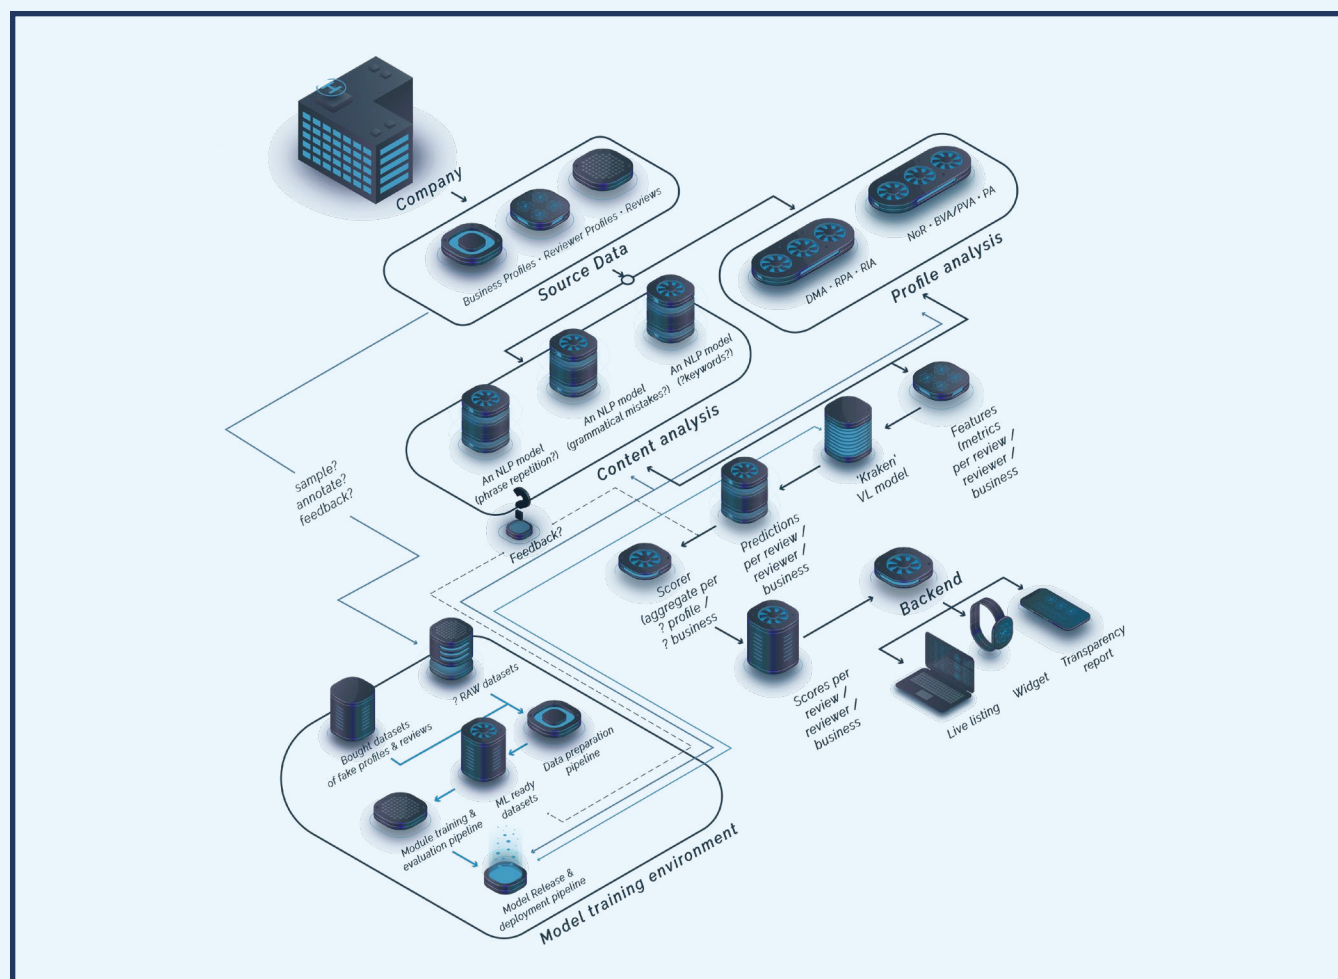 Company
Business Profiles • Reviewer Profiles • Reviews
Source Data
DMA • RPA • RIA
NoR • BVA/PVA • PA
Profile analysis
An NLP model
(phrase repetition?)
An NLP model
(grammatical mistakes?)
An NLP model
(?keywords?)
Content analysis
Feedback?
sample?
annotate?
feedback?
Features
(metrics
per review /
reviewer /
business
'Kraken'
VL model
Predictions
per review /
reviewer /
business
Scorer
(aggregate per
? profile /
? business
Scores per
review /
reviewer /
business
Backend
Live listing
Widget
Transparency
report
? RAW datasets
Bought datasets
of fake profiles & reviews
Data preparation
pipeline
ML ready
datasets
Module training &
evaluation pipeline
Model Release &
deployment pipeline
Model training environment